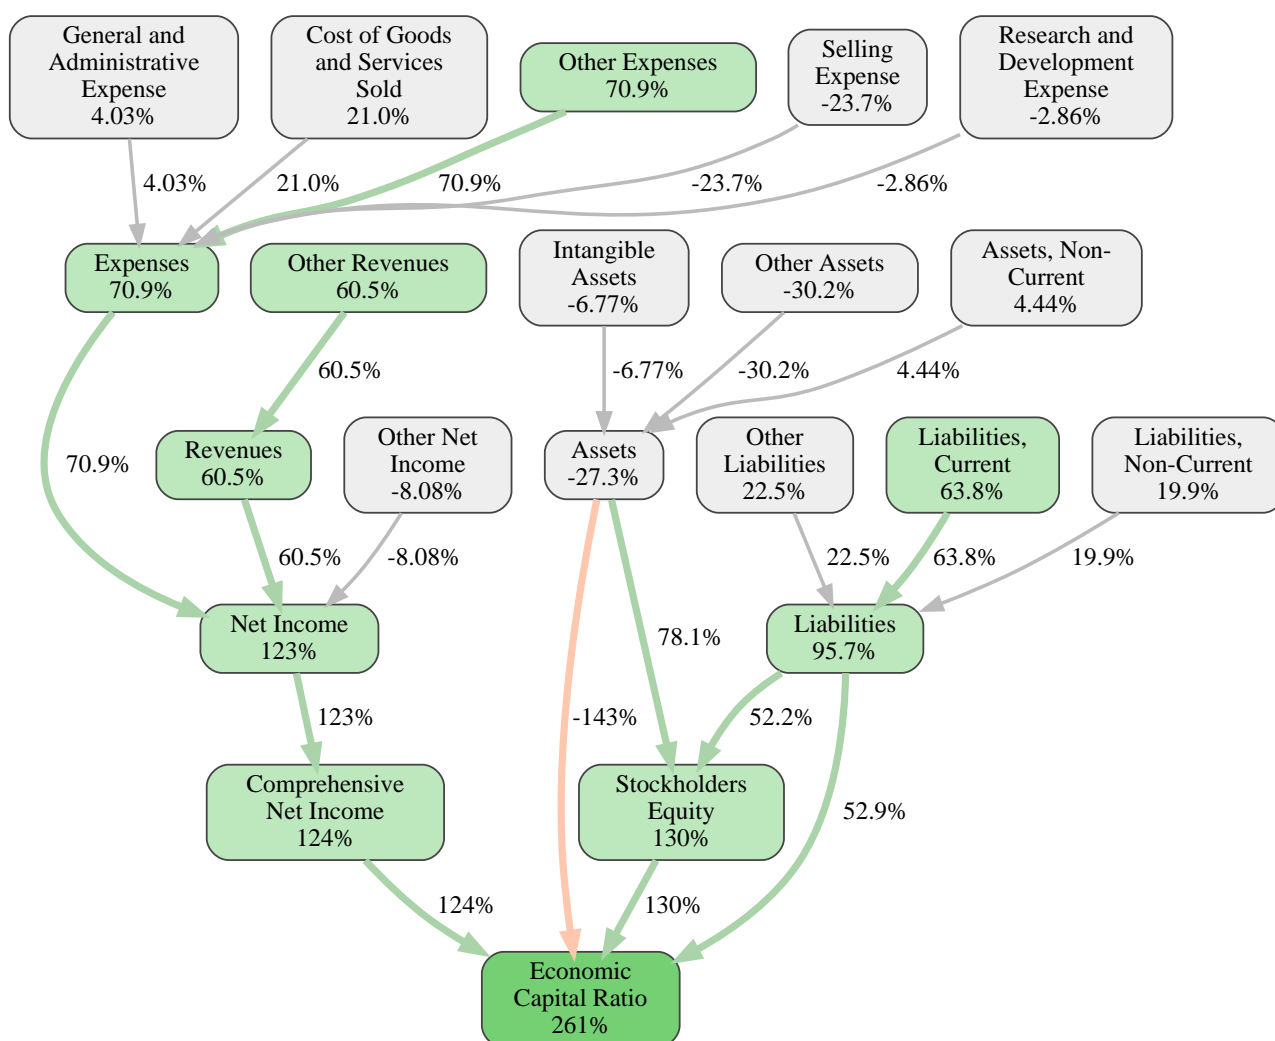 General and
Administrative
Expense
4.03%
Cost of Goods
and Services
Sold
21.0%
Other Expenses
70.9%
Selling
Expense
-23.7%
Research and
Development
Expense
-2.86%
4.03%
21.0%
70.9%
-23.7%
-2.86%
Expenses
70.9%
Other Revenues
60.5%
Intangible
Assets
-6.77%
Other Assets
-30.2%
Assets, Non-
Current
4.44%
60.5%
-6.77%
-30.2%
4.44%
70.9%
Revenues
60.5%
Other Net
Income
-8.08%
Assets
-27.3%
Other
Liabilities
22.5%
Liabilities,
Current
63.8%
Liabilities,
Non-Current
19.9%
60.5%
-8.08%
22.5%
63.8%
19.9%
Net Income
123%
78.1%
Liabilities
95.7%
123%
-143%
52.2%
Comprehensive
Net Income
124%
Stockholders
Equity
130%
52.9%
124%
130%
Economic
Capital Ratio
261%